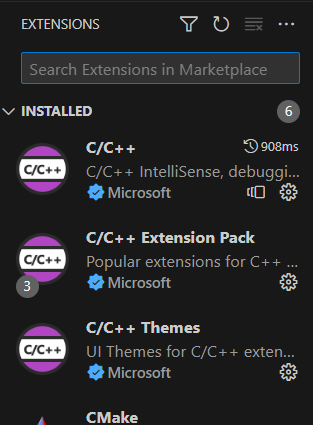 EXTENSIONS
Search Extensions in Marketplace
INSTALLED
6
C/C++
908ms
C/C++
C/C++ IntelliSense, debuggi...
Microsoft
C/C++ Extension Pack
C/C++
Popular extensions for C++ ...
3
Microsoft
C/C++ Themes
C/C++
UI Themes for C/C++ exten...
Microsoft
CMake